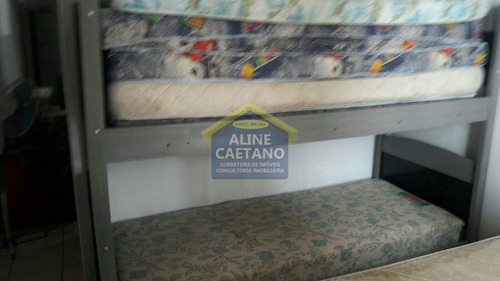 ALINE
CAETANO
CORRETORA DE IMÓVEIS
CONSULTORIA IMOBILIÁRIA